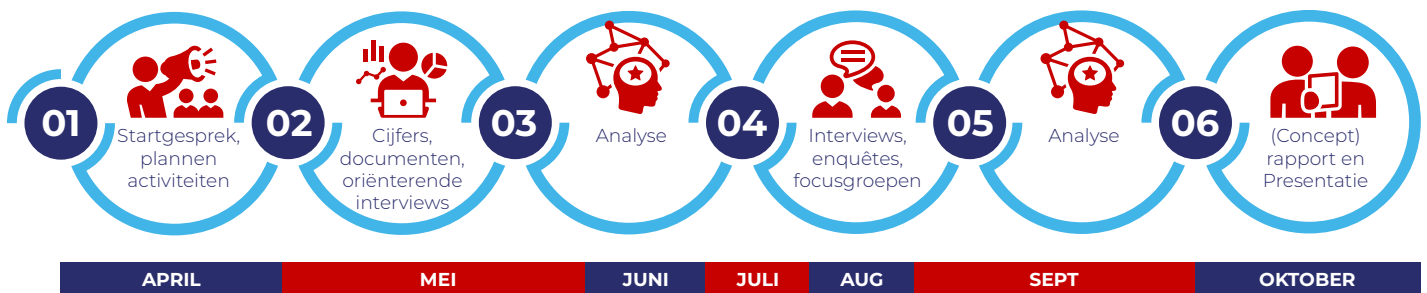 01
Startgesprek,
plannen
activiteiten
02
Cijfers,
documenten,
oriënterende
interviews
03
Analyse
04
Interviews,
enquêtes,
focusgroepen
05
Analyse
06
(Concept)
rapport en
Presentatie
APRIL
MEI
JUNI
JULI
AUG
SEPT
OKTOBER